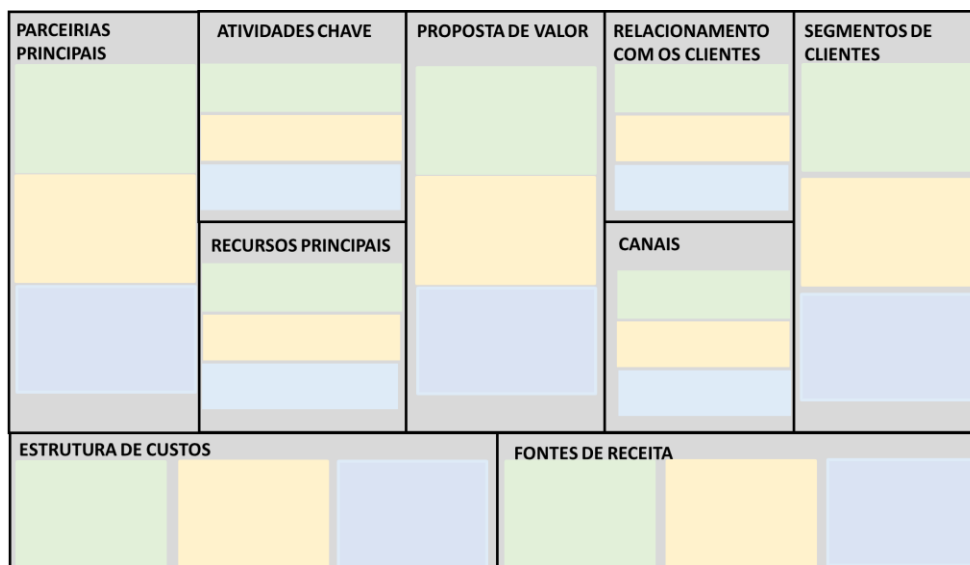 PARCEIRIAS
PRINCIPAIS
ATIVIDADES CHAVE
PROPOSTA DE VALOR
RELACIONAMENTO
COM OS CLIENTES
SEGMENTOS DE
CLIENTES
RECURSOS PRINCIPAIS
CANAIS
ESTRUTURA DE CUSTOS
FONTES DE RECEITA